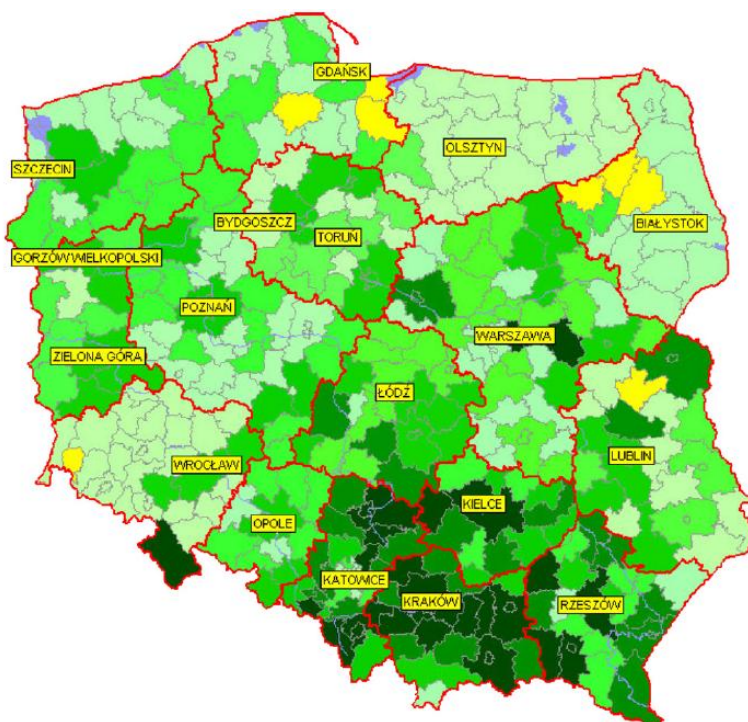 GDAŃSK
OLSZTYN
SZCZECIN
BYDGOSZCZ
BIAŁYSTOK
TORUŃ
GORZÓW WIELKOPOLSKI
POZNAŃ
WARSZAWA
ZIELONA GÓRA
ŁÓDŹ
LUBLIN
WROCŁAW
KIELCE
OPOLE
KATOWICE
KRAKÓW
RZESZÓW